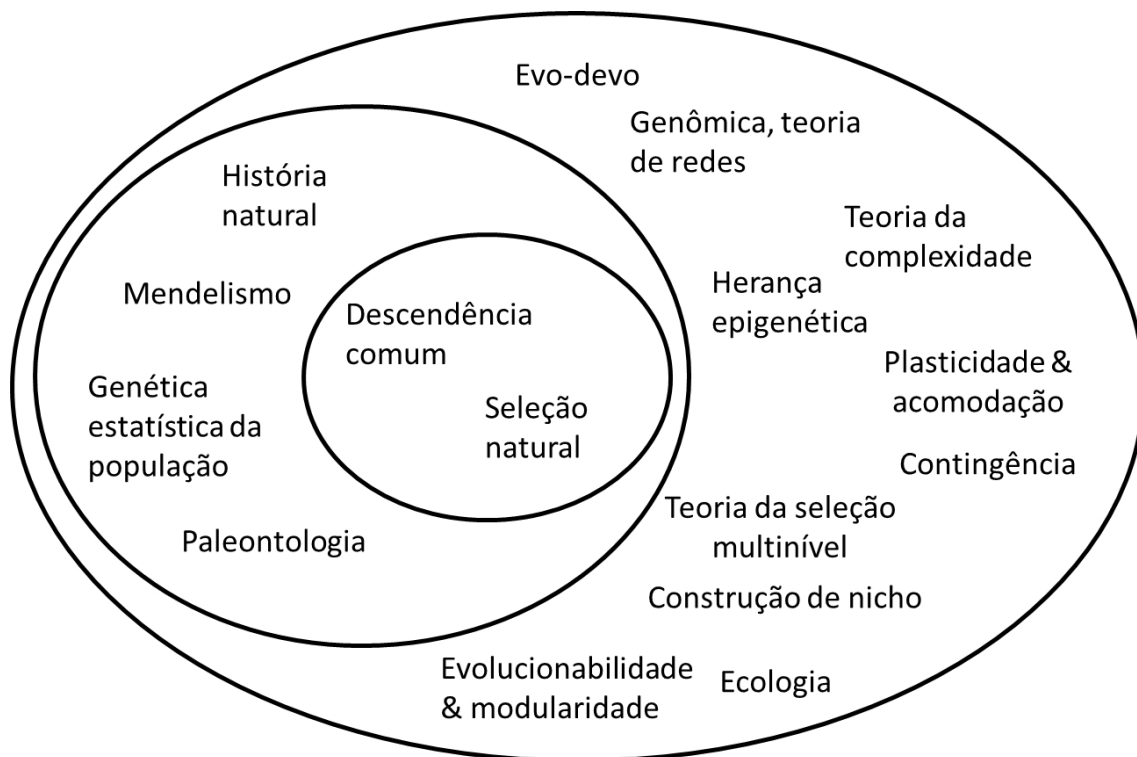 Evo-devo
Genômica, teoria
de redes
História
natural
Teoria da
complexidade
Mendelismo
Herança
epigenética
Descendência
comum
Plasticidade &
acomodação
Genética
estatística da
população
Seleção
natural
Contingência
Teoria da seleção
multinível
Paleontologia
Construção de nicho
Evolucionabilidade
& modularidade
Ecologia